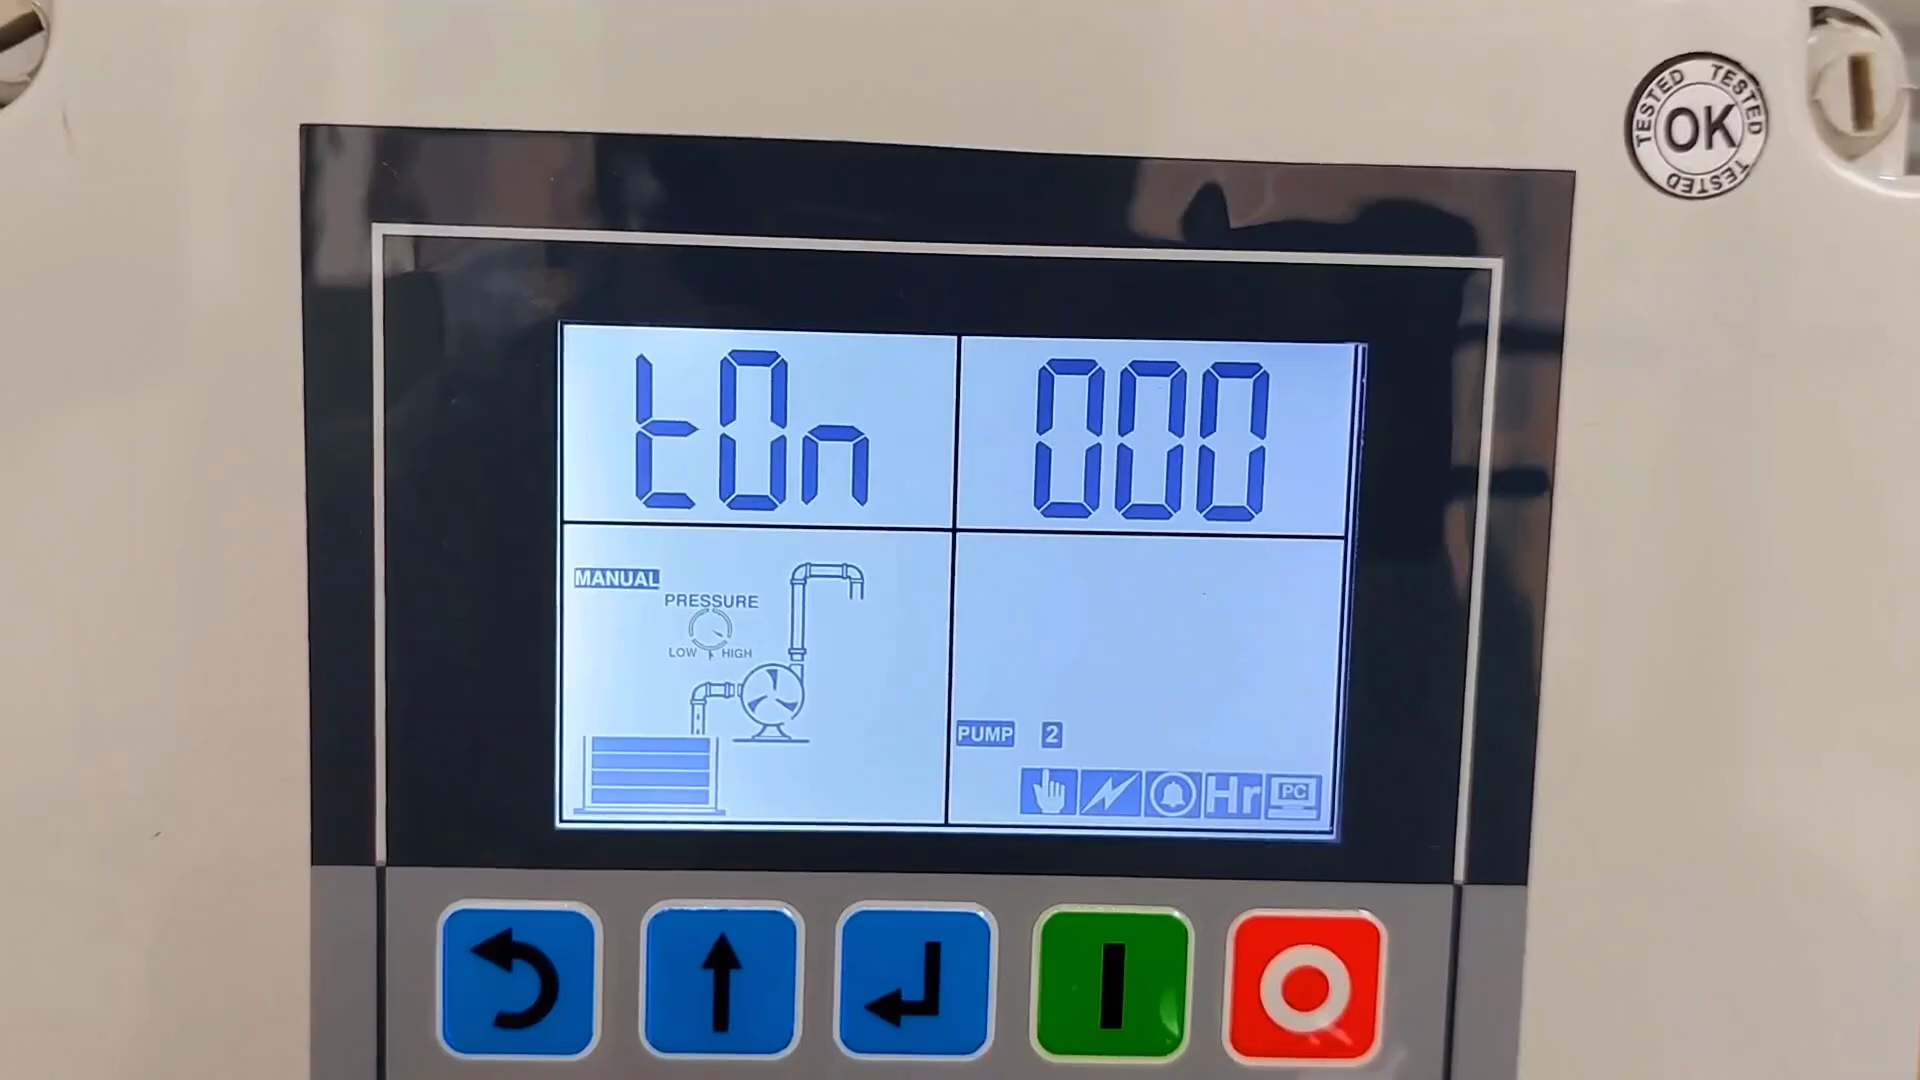 TESTED TESTED TESTED
OK
tOn 000
MANUAL
PRESSURE
LOW HIGH
PUMP 2
Hr PC